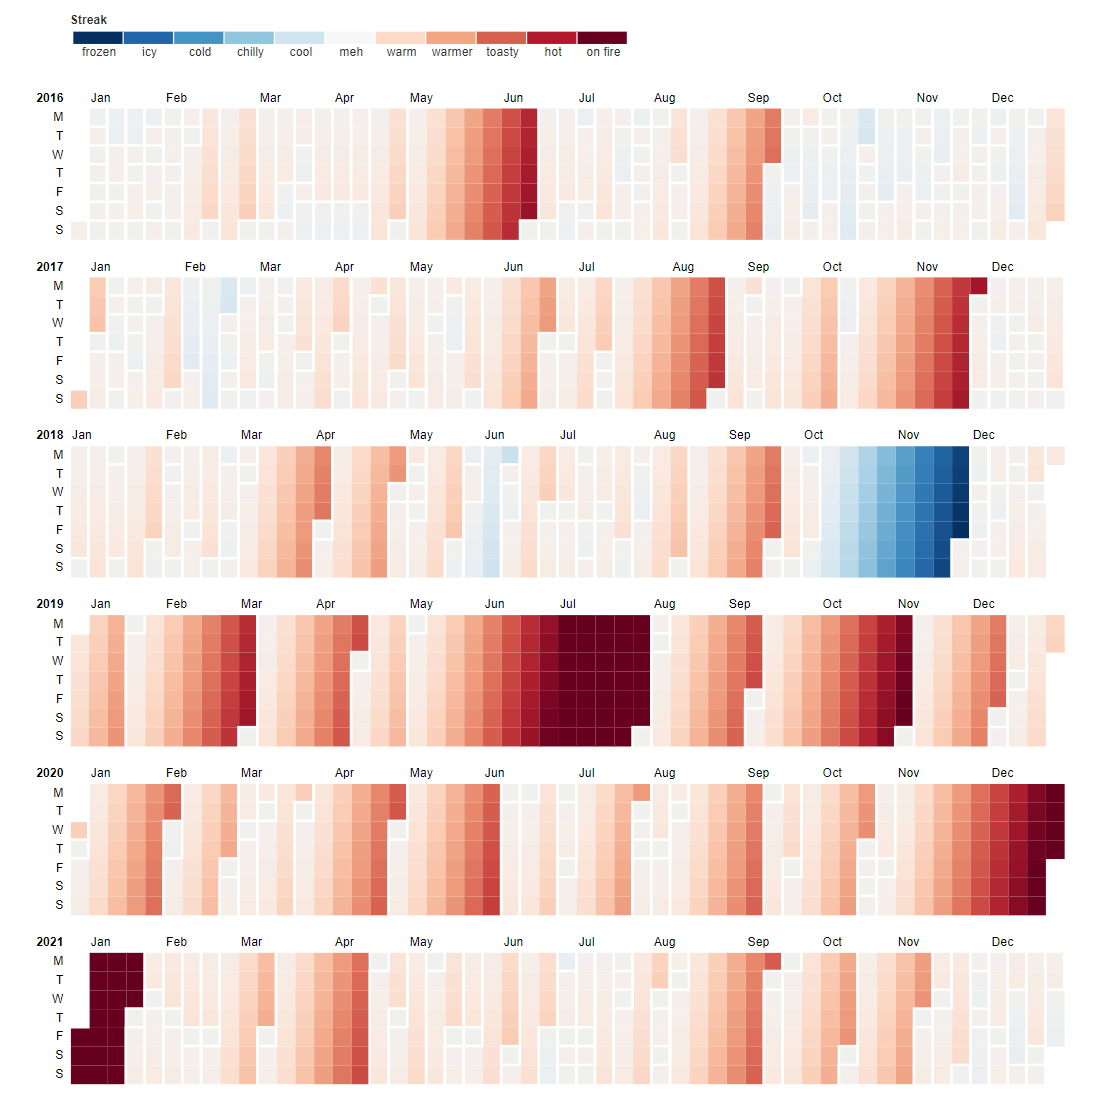 Streak
frozen icy cold chilly cool meh warm warmer toasty hot on fire
2016 Jan Feb Mar Apr May Jun Jul Aug Sep Oct Nov Dec
M
T
W
T
F
S
S
2017 Jan Feb Mar Apr May Jun Jul Aug Sep Oct Nov Dec
M
T
W
T
F
S
S
2018 Jan Feb Mar Apr May Jun Jul Aug Sep Oct Nov Dec
M
T
W
T
F
S
S
2019 Jan Feb Mar Apr May Jun Jul Aug Sep Oct Nov Dec
M
T
W
T
F
S
S
2020 Jan Feb Mar Apr May Jun Jul Aug Sep Oct Nov Dec
M
T
W
T
F
S
S
2021 Jan Feb Mar Apr May Jun Jul Aug Sep Oct Nov Dec
M
T
W
T
F
S
S